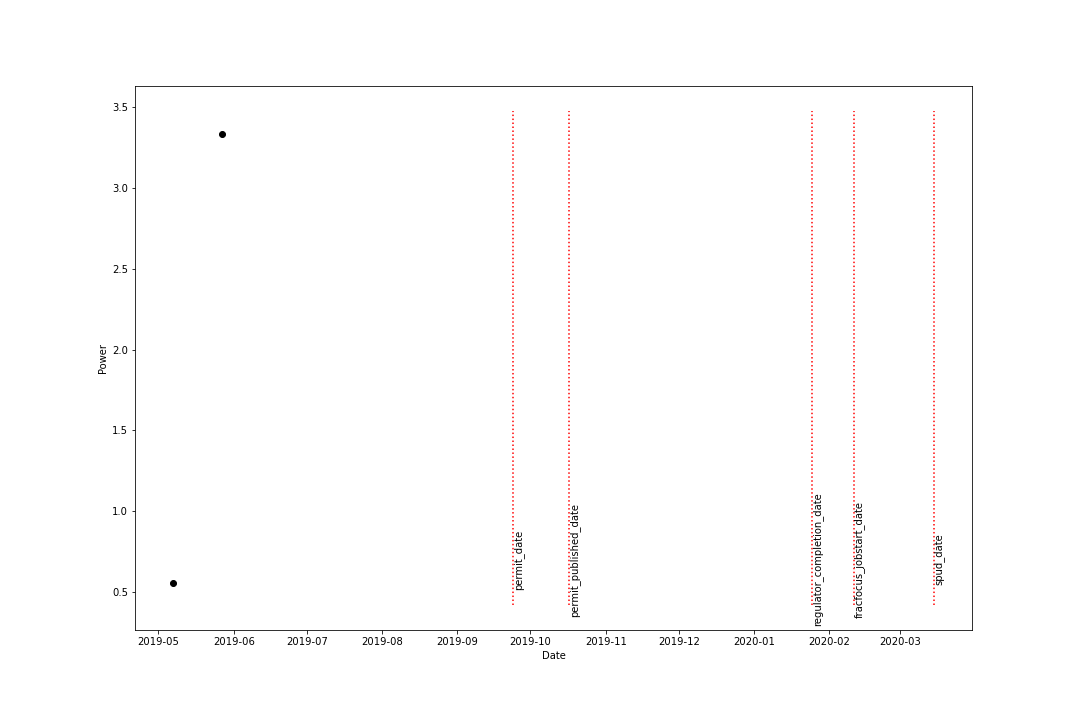 3.5
3.0
2.5
2.0
1.5
1.0
0.5
Power
permit_date
permit_published_date
regulator_completion_date
fracfocus_jobstart_date
spud_date
2019-05 2019-06 2019-07 2019-08 2019-09 2019-10 2019-11 2019-12 2020-01 2020-02 2020-03
Date